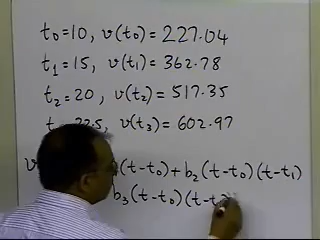 t₀=10, v(t₀)=227.04
t₁=15, v(t₁)=362.78
t₂=20, v(t₂)=517.35
t 22.5, v(t₃)=602.97
v (t-t₀)+b₂(t-t₀)(t-t₁)
b₃(t-t₀)(t-t